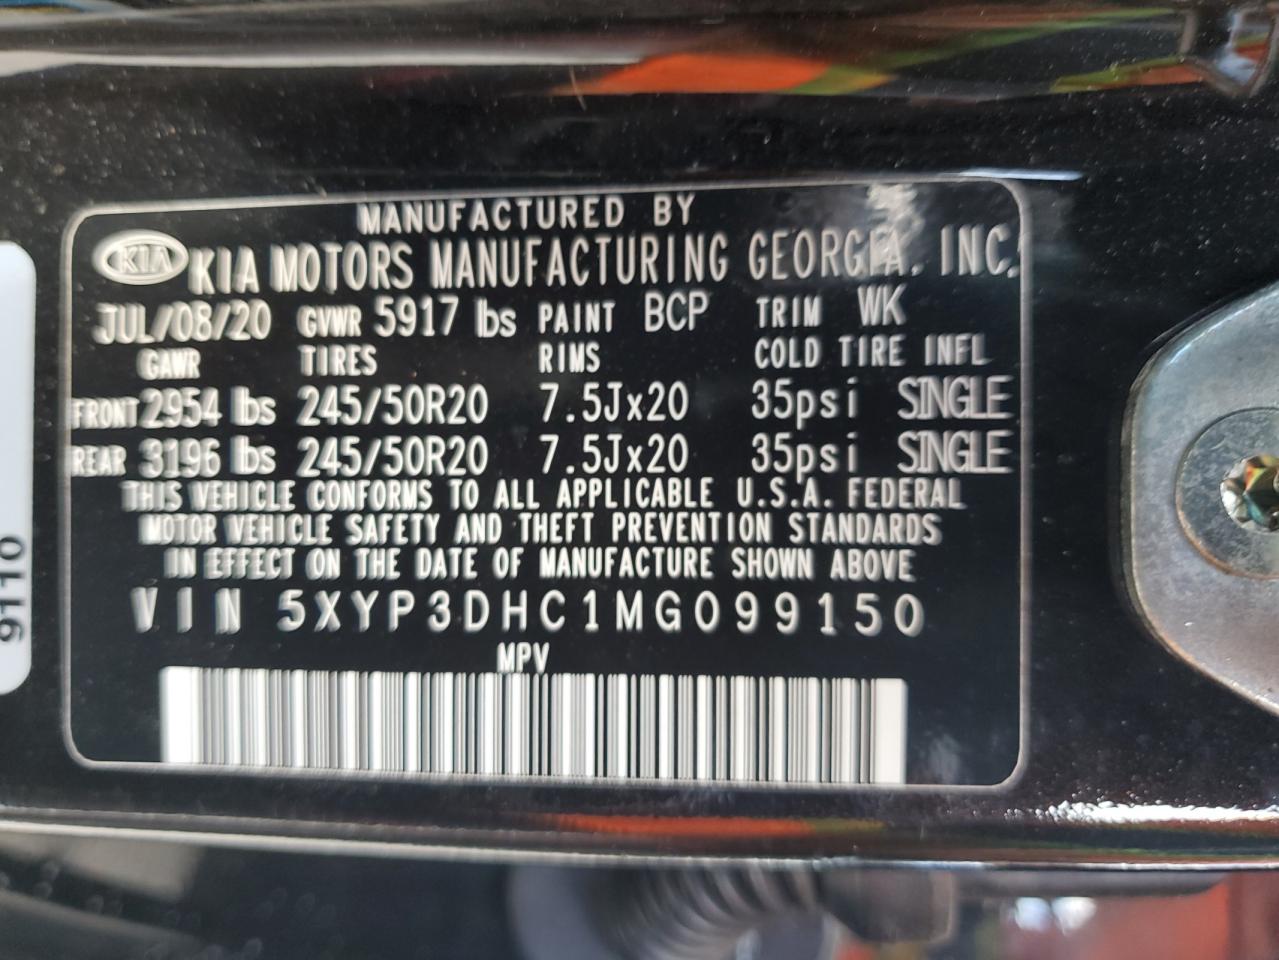 MANUFACTURED BY
KIA KIA MOTORS MANUFACTURING GEORGIA, INC.
JUL/08/20 GVWR 5917 lbs PAINT BCP TRIM WK
GAWR TIRES RIMS COLD TIRE INFL
FRONT 2954 lbs 245/50R20 7.5Jx20 35psi SINGLE
REAR 3196 lbs 245/50R20 7.5Jx20 35psi SINGLE
THIS VEHICLE CONFORMS TO ALL APPLICABLE U.S.A. FEDERAL
MOTOR VEHICLE SAFETY AND THEFT PREVENTION STANDARDS
IN EFFECT ON THE DATE OF MANUFACTURE SHOWN ABOVE
VIN 5XYP3DHC1MG099150
MPV
9110